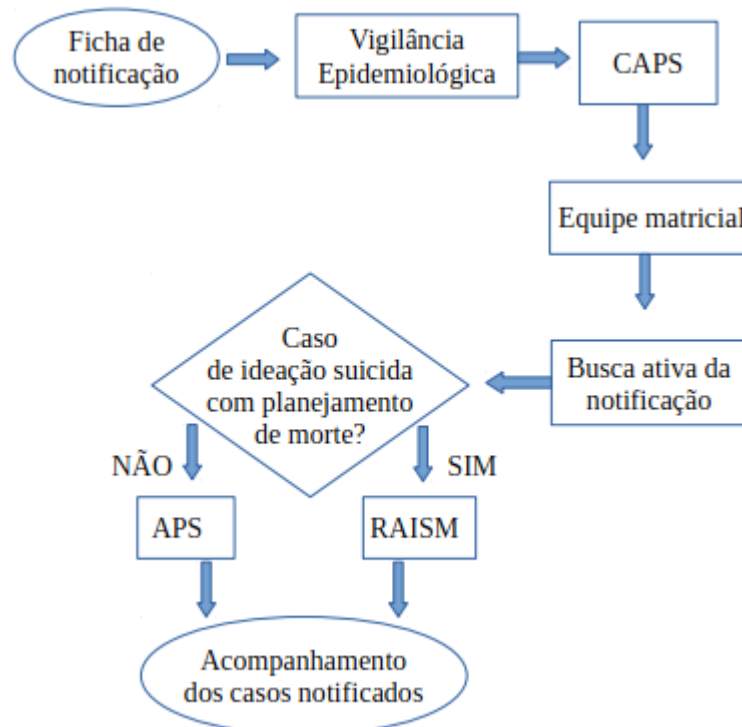 Ficha de
notificação
Vigilância
Epidemiológica
CAPS
Equipe matricial
Busca ativa da
notificação
Caso
de ideação suicida
com planejamento
de morte?
NÃO
SIM
APS
RAISM
Acompanhamento
dos casos notificados